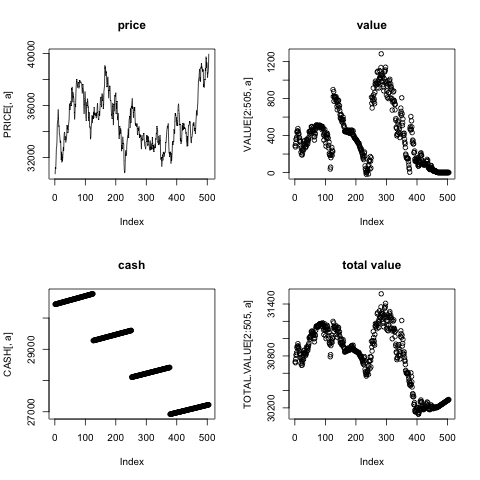 price
PRICE[, a]
32000 36000 40000
0 100 200 300 400 500
Index
value
VALUE[2:505, a]
0 400 800 1200
0 100 200 300 400 500
Index
cash
CASH[, a]
27000 29000
0 100 200 300 400 500
Index
total value
TOTAL.VALUE[2:505, a]
30200 30800 31400
0 100 200 300 400 500
Index